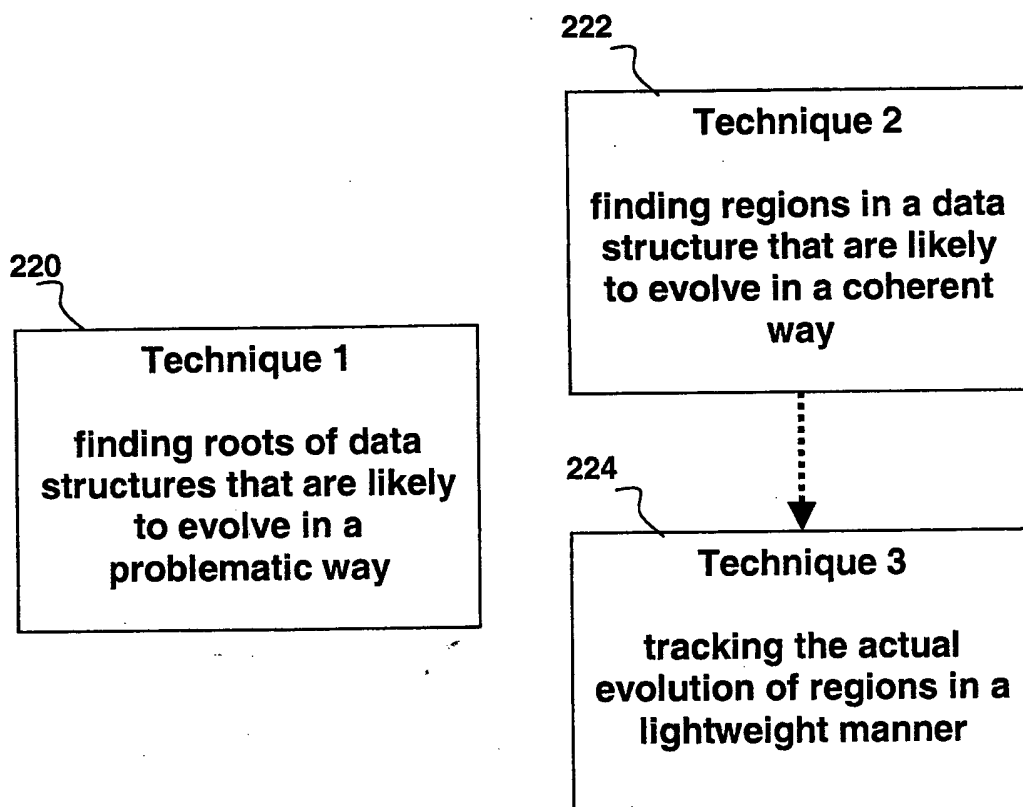 220
Technique 1
finding roots of data
structures that are likely
to evolve in a
problematic way
222
Technique 2
finding regions in a data
structure that are likely
to evolve in a coherent
way
224
Technique 3
tracking the actual
evolution of regions in a
lightweight manner